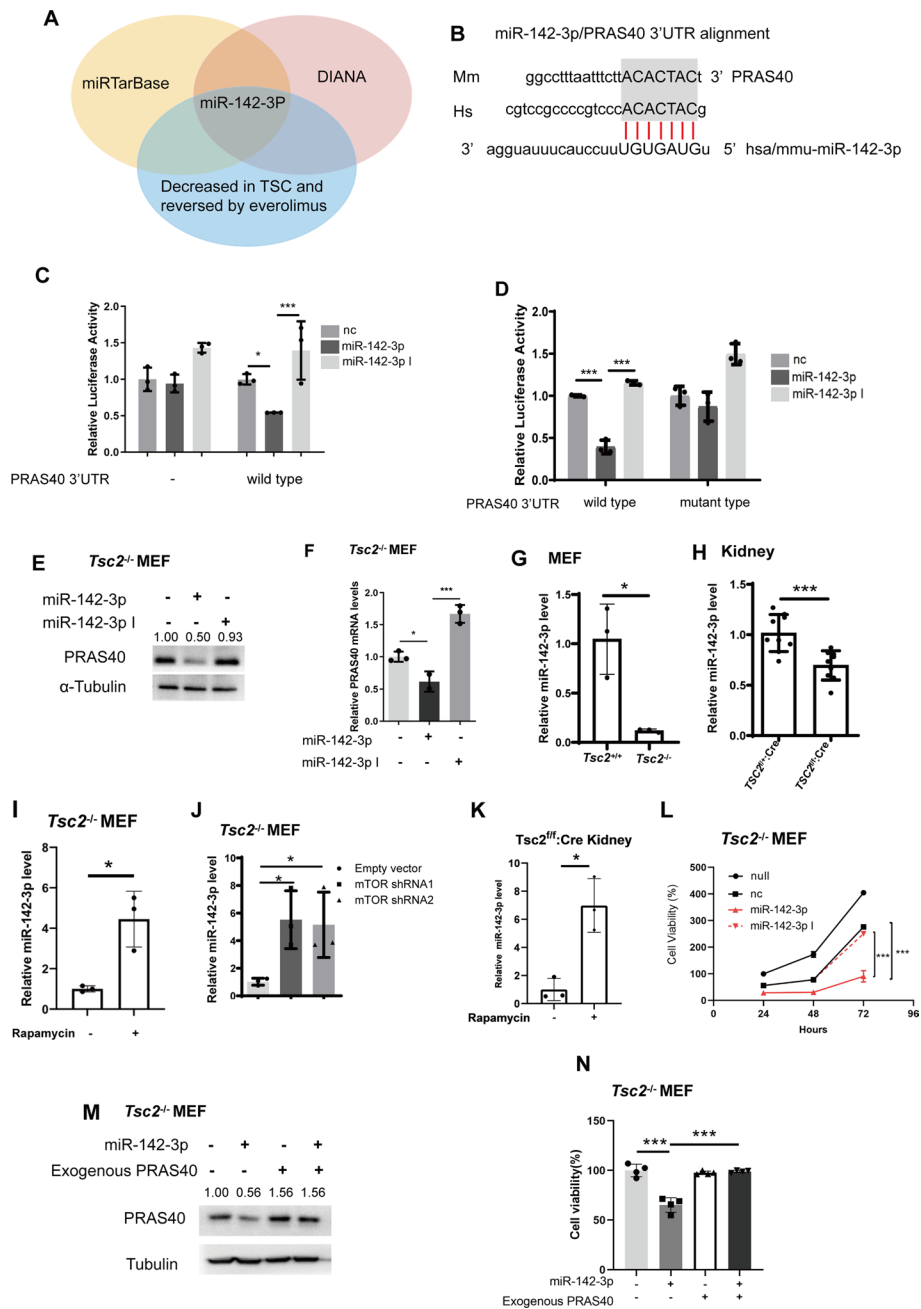 A
miRTarBase
DIANA
miR-142-3P
Decreased in TSC and
reversed by everolimus
B
miR-142-3p/PRAS40 3'UTR alignment
Mm ggcctttaatttcttACACTACt 3' PRAS40
Hs cgtccgccccgtcccACACTACg
3' agguauuucauccuuUGUGAUGu 5' hsa/mmu-miR-142-3p
C
Relative Luciferase Activity
2.0
1.5
1.0
0.5
0.0
*
***
nc
miR-142-3p
miR-142-3p I
PRAS40 3'UTR - wild type
D
Relative Luciferase Activity
2.0
1.5
1.0
0.5
0.0
*** ***
nc
miR-142-3p
miR-142-3p I
PRAS40 3'UTR wild type mutant type
E
Tsc2-/- MEF
miR-142-3p - + -
miR-142-3p I - - +
1.00 0.50 0.93
PRAS40
α-Tubulin
F
Tsc2-/- MEF
Relative PRAS40 mRNA levels
2.0
1.5
1.0
0.5
0.0
*
***
miR-142-3p - + -
miR-142-3p I - - +
G
MEF
Relative miR-142-3p level
1.5
1.0
0.5
0.0
*
Tsc2+/+ Tsc2-/-
H
Kidney
Relative miR-142-3p level
1.5
1.0
0.5
0.0
***
TSC2f/+:Cre TSC2f/f:Cre
I
Tsc2-/- MEF
Relative miR-142-3p level
8
6
4
2
0
*
Rapamycin - +
J
Tsc2-/- MEF
Relative miR-142-3p level
10
8
6
4
2
0
*
*
Empty vector
mTOR shRNA1
mTOR shRNA2
K
Tsc2f/f:Cre Kidney
Relative miR-142-3p level
10
8
6
4
2
0
*
Rapamycin - +
L
Tsc2-/- MEF
Cell Viability (%)
500
400
300
200
100
0
null
nc
miR-142-3p
miR-142-3p I
*** ***
0 24 48 72 96
Hours
M
Tsc2-/- MEF
miR-142-3p - + - +
Exogenous PRAS40 - - + +
1.00 0.56 1.56 1.56
PRAS40
Tubulin
N
Tsc2-/- MEF
Cell viability(%)
150
100
50
0
*** ***
miR-142-3p - + - +
Exogenous PRAS40 - - + +